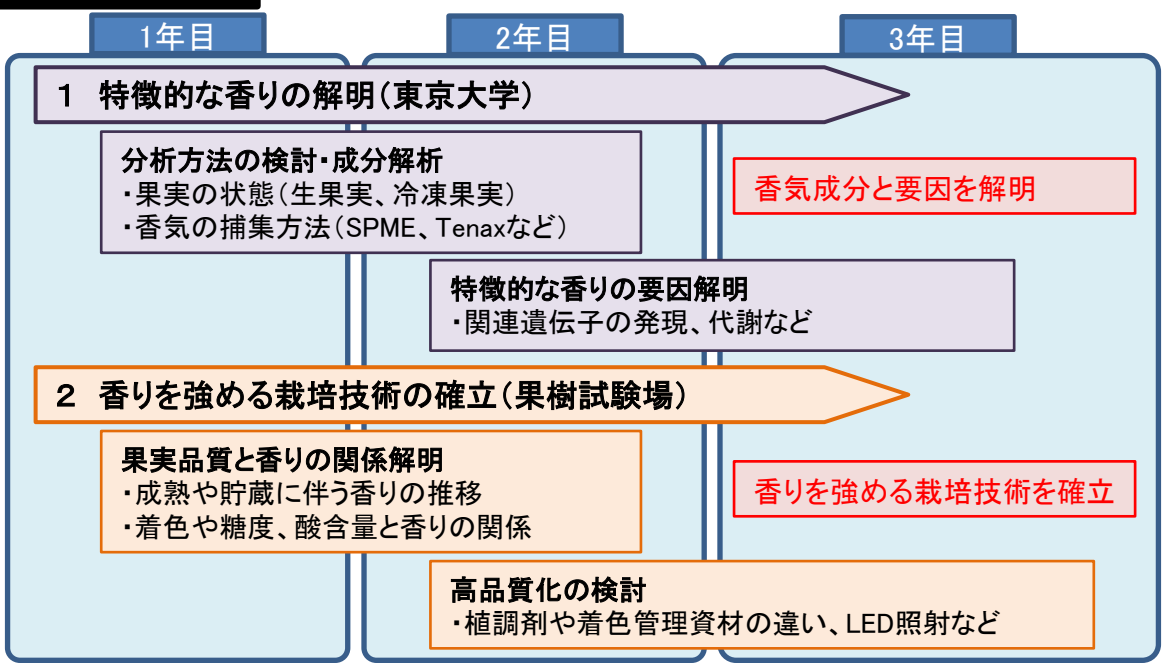 1年目
2年目
3年目
1 特徴的な香りの解明(東京大学)
分析方法の検討・成分解析
・果実の状態(生果実、冷凍果実)
・香気の捕集方法(SPME、Tenaxなど)
香気成分と要因を解明
特徴的な香りの要因解明
・関連遺伝子の発現、代謝など
2 香りを強める栽培技術の確立(果樹試験場)
果実品質と香りの関係解明
・成熟や貯蔵に伴う香りの推移
・着色や糖度、酸含量と香りの関係
香りを強める栽培技術を確立
高品質化の検討
・植調剤や着色管理資材の違い、LED照射など